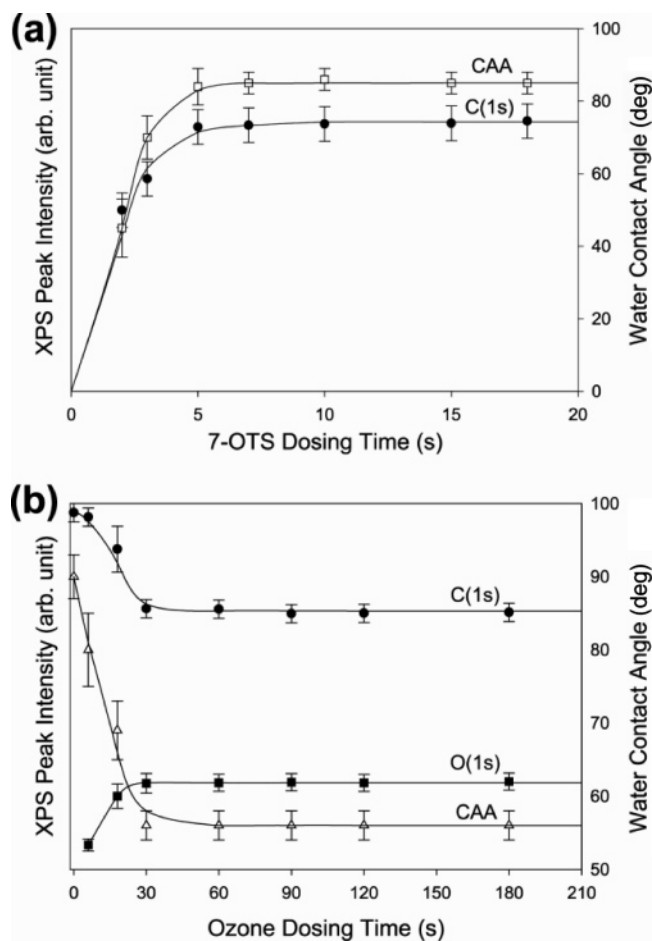 (a)
100
80
60
40
20
0
XPS Peak Intensity (arb. unit)
Water Contact Angle (deg)
CAA
C(1s)
0 5 10 15 20
7-OTS Dosing Time (s)
(b)
100
90
80
70
60
50
XPS Peak Intensity (arb. unit)
Water Contact Angle (deg)
C(1s)
O(1s)
CAA
0 30 60 90 120 150 180 210
Ozone Dosing Time (s)